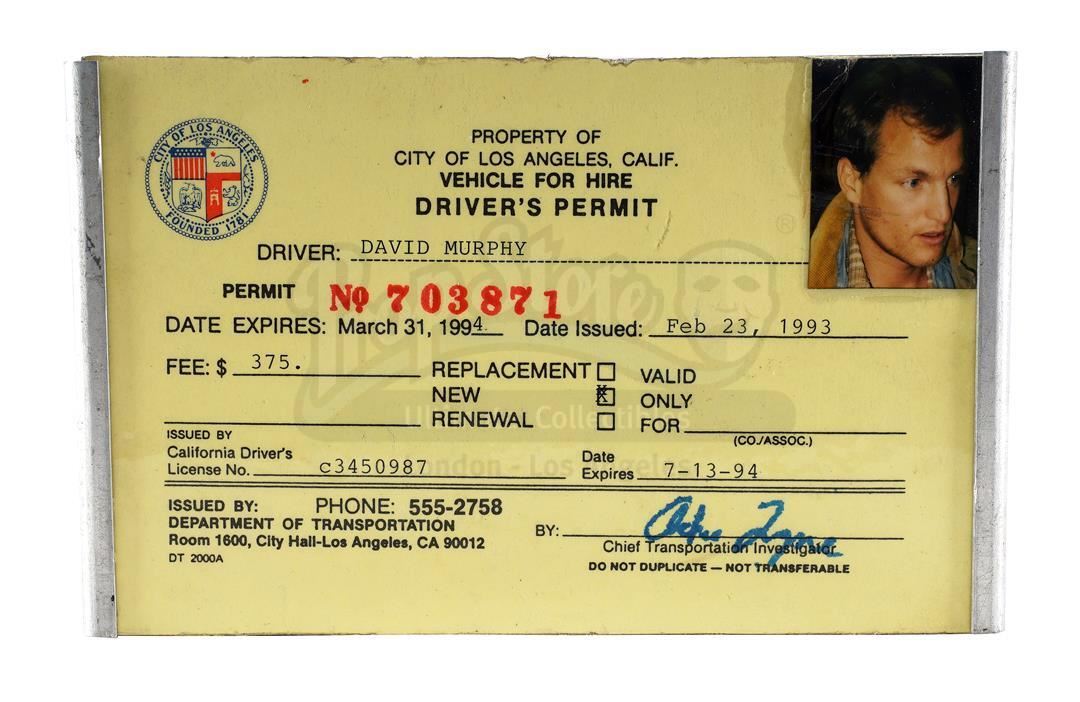 CITY OF LOS ANGELES
FOUNDED 1781
PROPERTY OF
CITY OF LOS ANGELES, CALIF.
VEHICLE FOR HIRE
DRIVER'S PERMIT
DRIVER: DAVID MURPHY
PERMIT № 703871
DATE EXPIRES: March 31, 1994 Date Issued: Feb 23, 1993
FEE: $ 375.
REPLACEMENT ☐ VALID
NEW ☒ ONLY
RENEWAL ☐ FOR
(CO./ASSOC.)
ISSUED BY
California Driver's
License No. c3450987
Date
Expires 7-13-94
ISSUED BY: PHONE: 555-2758
DEPARTMENT OF TRANSPORTATION
Room 1600, City Hall-Los Angeles, CA 90012
DT 2000A
BY:
Chief Transportation Investigator
DO NOT DUPLICATE — NOT TRANSFERABLE